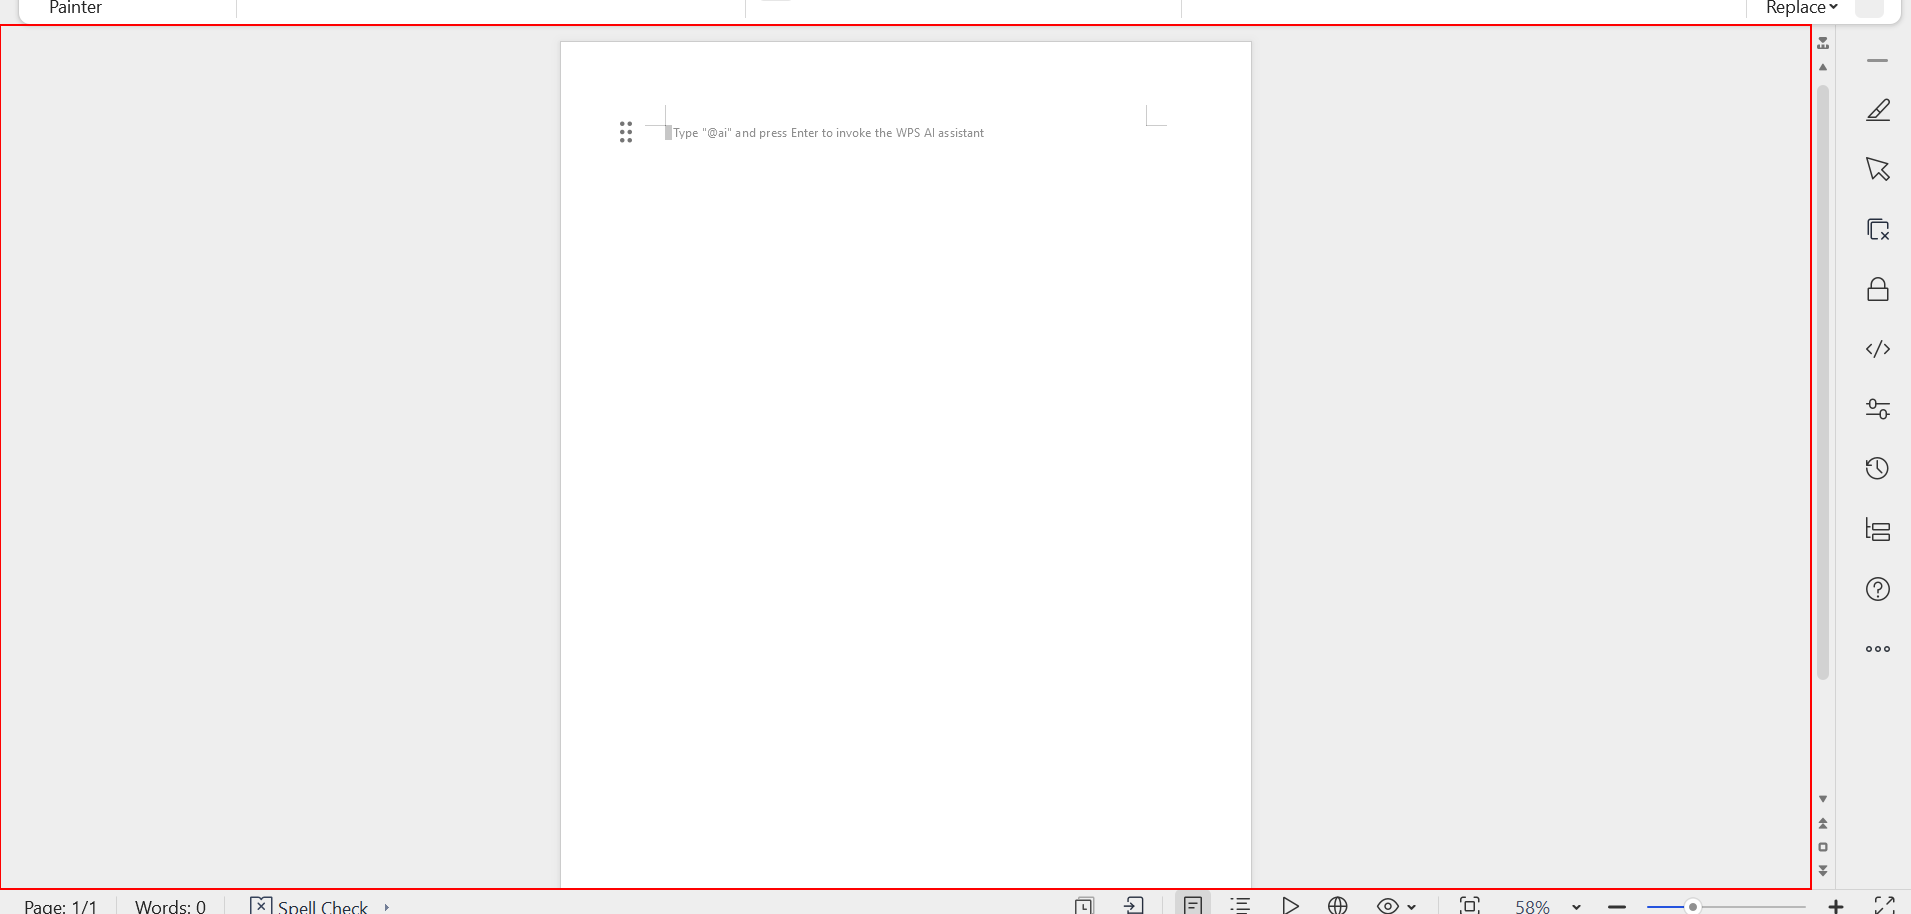 Painter
Replace
Type "@ai" and press Enter to invoke the WPS AI assistant
Page: 1/1
Words: 0
Spell Check
58%